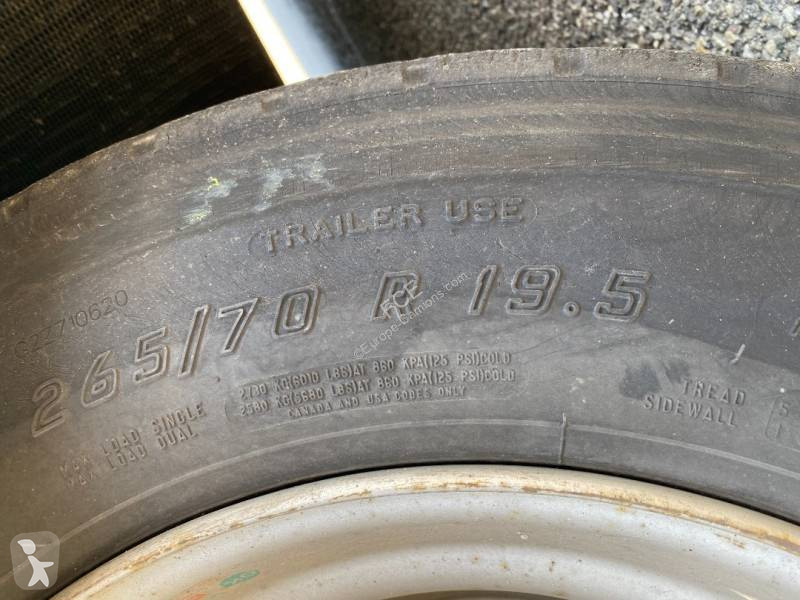 TRAILER USE
265/70 R 19.5
G22710620
MAX LOAD SINGLE 2730 KG(6010 LBS)AT 860 KPA(125 PSI)COLD
MAX LOAD DUAL 2580 KG(5680 LBS)AT 860 KPA(125 PSI)COLD
CANADA AND USA CODES ONLY
TREAD
SIDEWALL
FCE
©Europe-Camions.com